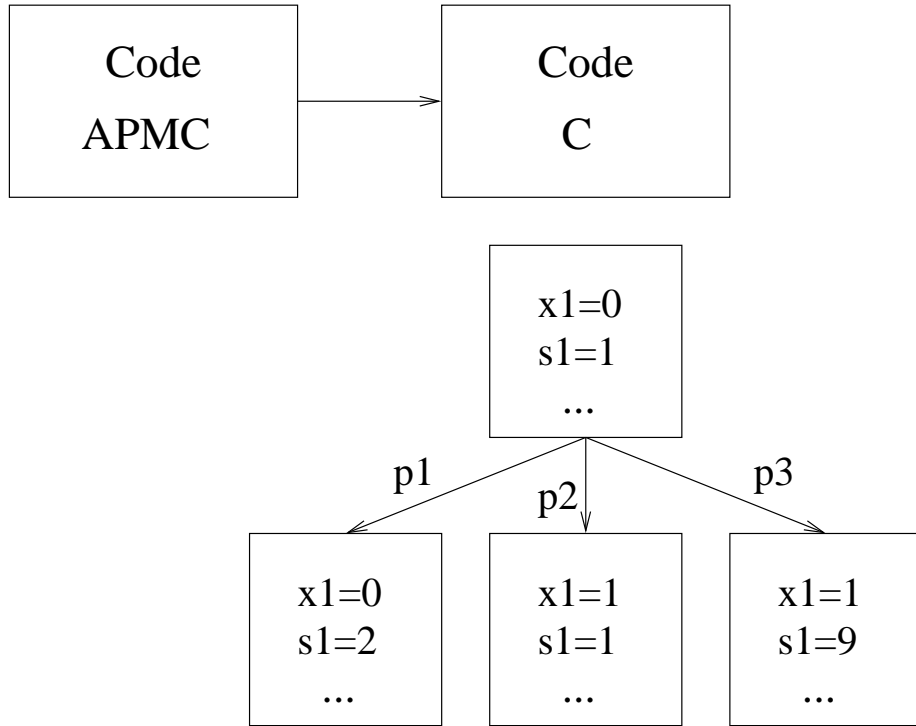 Code
APMC
Code
C
x1=0
s1=1
...
p1
p2
p3
x1=0
s1=2
...
x1=1
s1=1
...
x1=1
s1=9
...